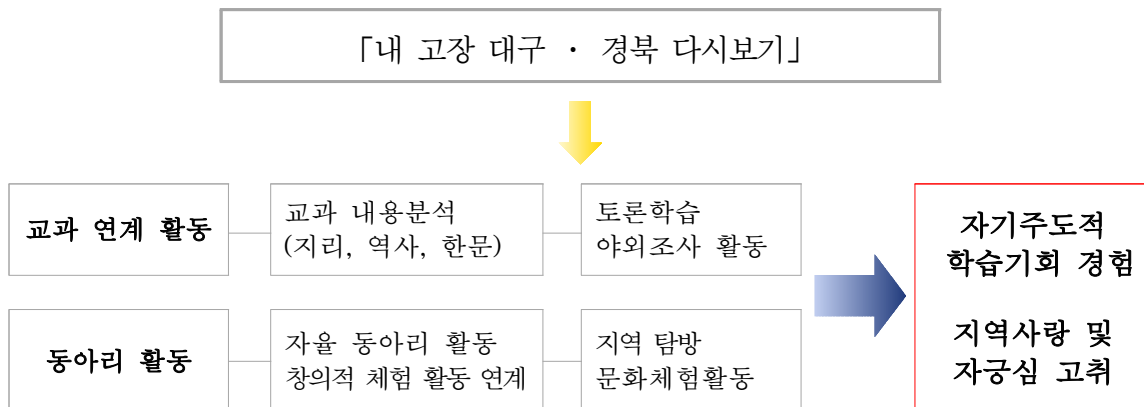 「내 고장 대구 · 경북 다시보기」
교과 연계 활동
교과 내용분석
(지리, 역사, 한문)
토론학습
야외조사 활동
동아리 활동
자율 동아리 활동
창의적 체험 활동 연계
지역 탐방
문화체험활동
자기주도적
학습기회 경험
지역사랑 및
자긍심 고취